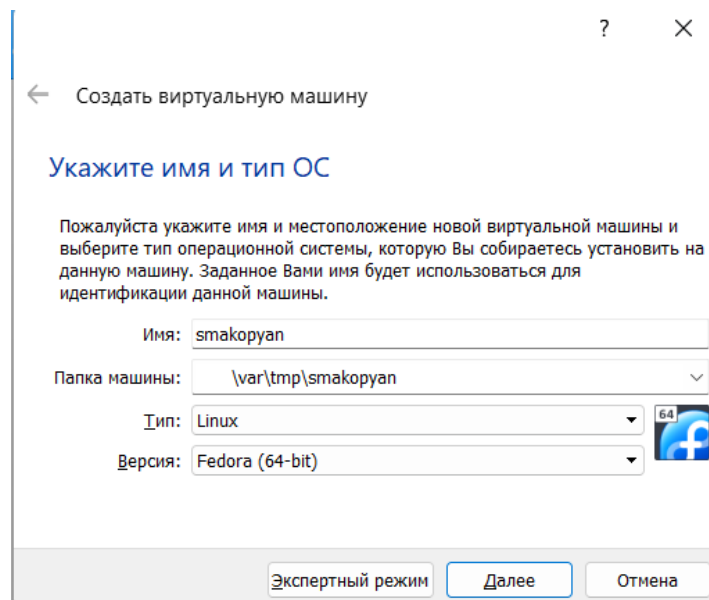 ?
Создать виртуальную машину
Укажите имя и тип ОС
Пожалуйста укажите имя и местоположение новой виртуальной машины и
выберите тип операционной системы, которую Вы собираетесь установить на
данную машину. Заданное Вами имя будет использоваться для
идентификации данной машины.
Имя: smakopyan
Папка машины: \var\tmp\smakopyan
Тип: Linux
64
Версия: Fedora (64-bit)
Экспертный режим Далее Отмена